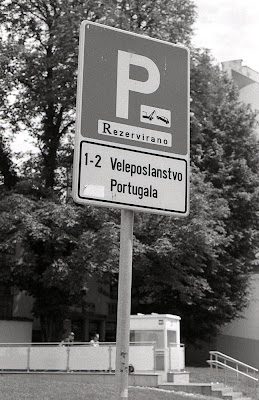 P
Rezervirano
1-2 Veleposlanstvo
Portugala